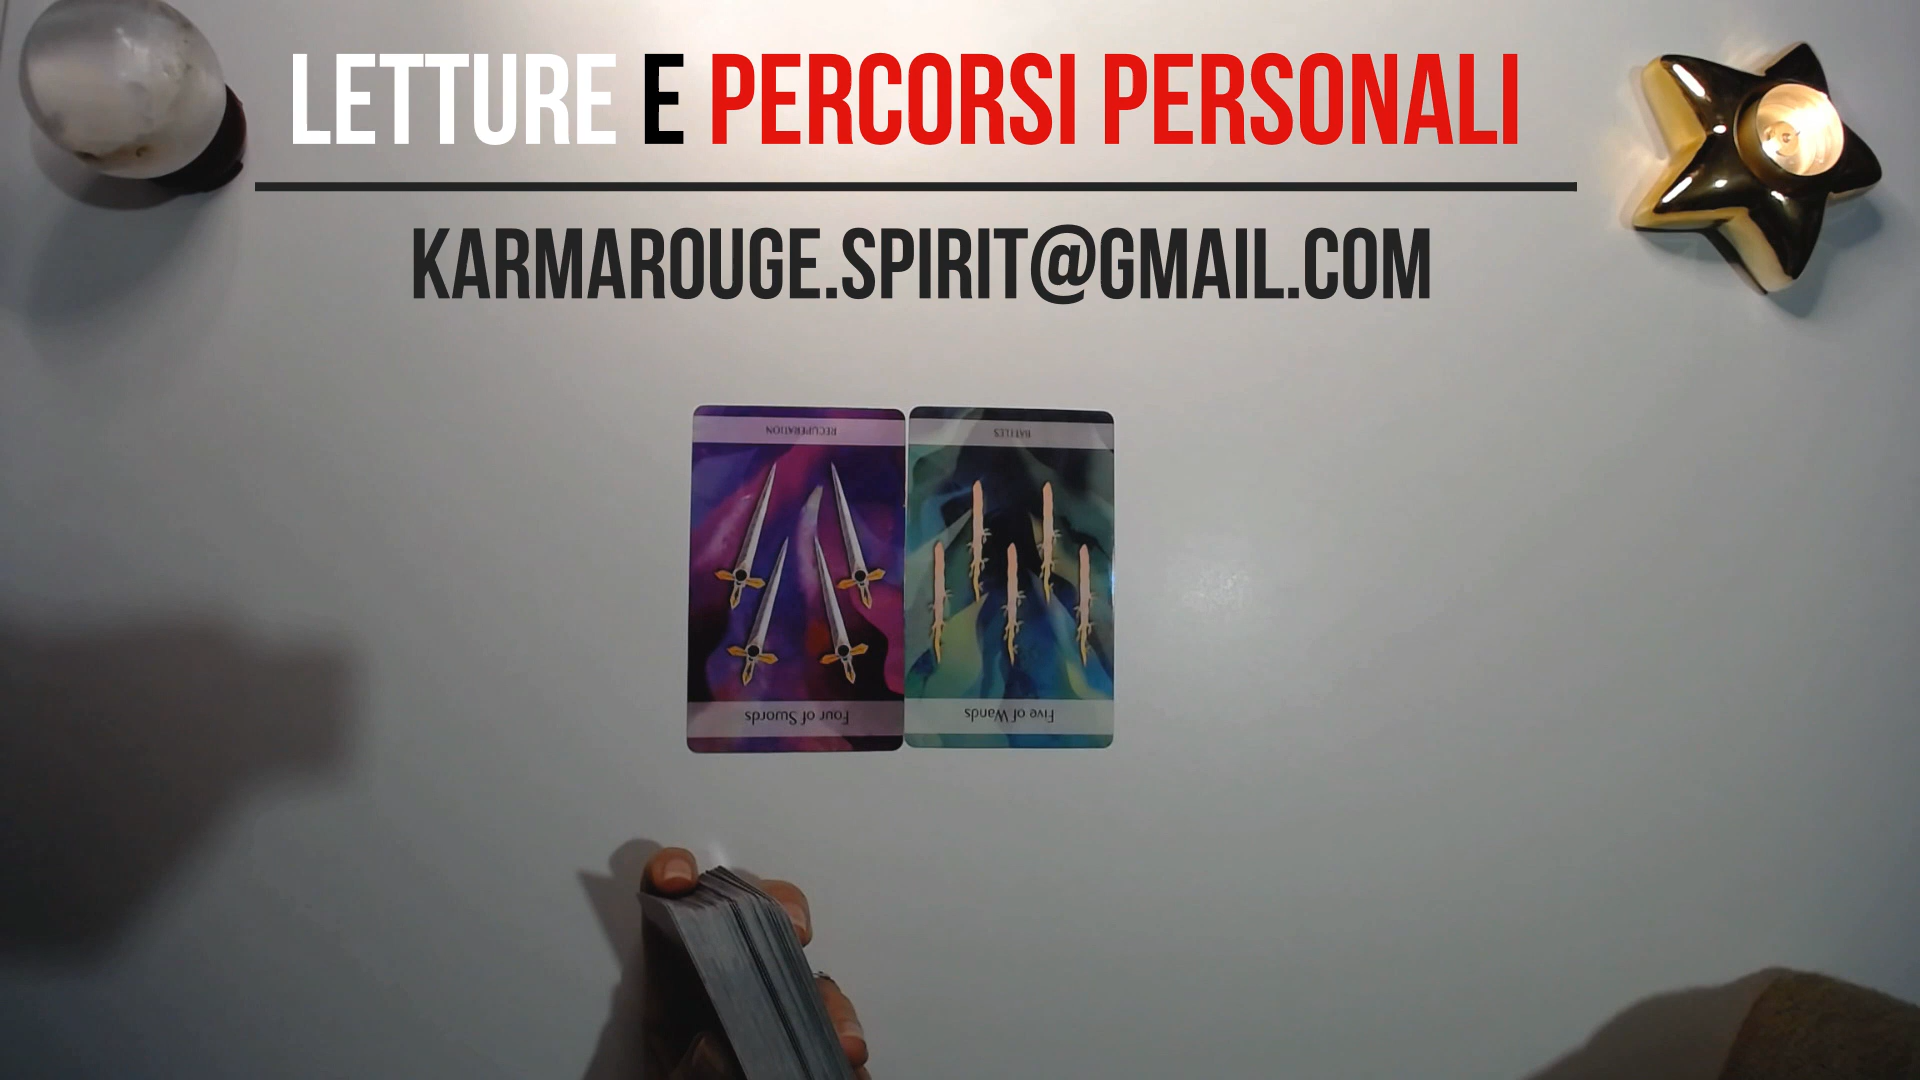 LETTURE E PERCORSI PERSONALI
KARMAROUGE.SPIRIT@GMAIL.COM
RECUPERATION
BATTLES
Four of Swords
Five of Wands